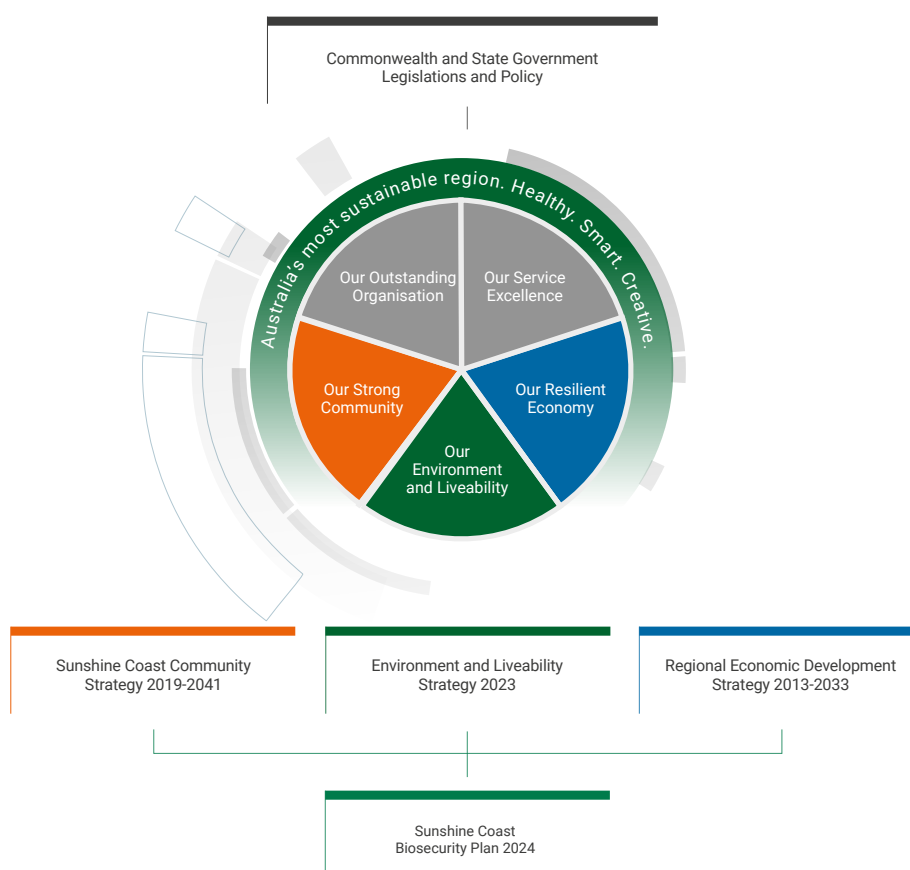 Commonwealth and State Government
Legislations and Policy
Australia's most sustainable region. Healthy. Smart. Creative.
Our Outstanding
Organisation
Our Service
Excellence
Our Strong
Community
Our Resilient
Economy
Our
Environment
and Liveability
Sunshine Coast Community
Strategy 2019-2041
Environment and Liveability
Strategy 2023
Regional Economic Development
Strategy 2013-2033
Sunshine Coast
Biosecurity Plan 2024